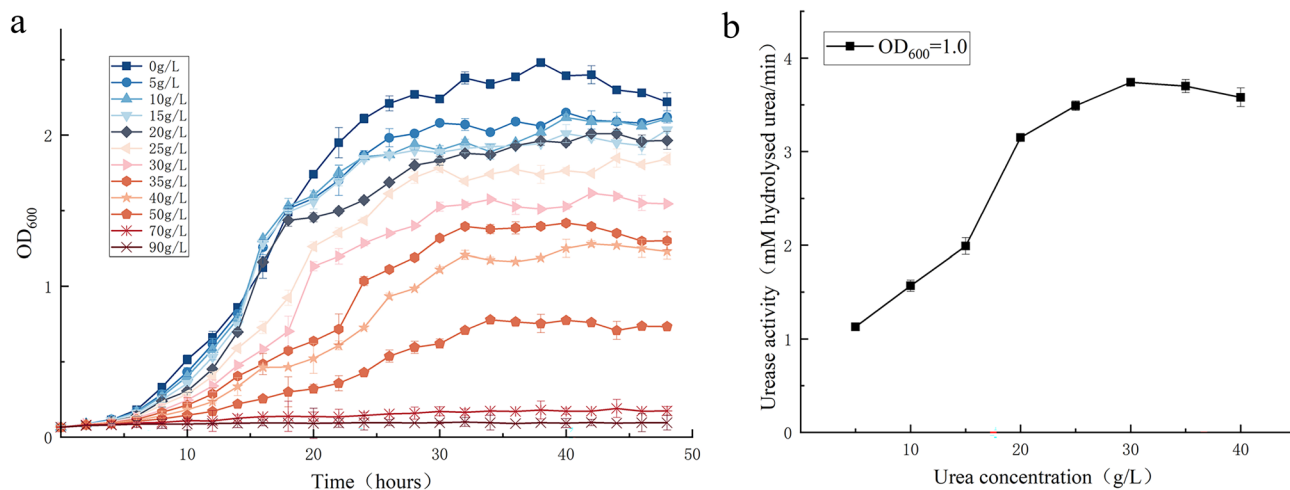 a
OD600
2
1
0
0g/L
5g/L
10g/L
15g/L
20g/L
25g/L
30g/L
35g/L
40g/L
50g/L
70g/L
90g/L
10 20 30 40 50
Time（hours）
b
Urease activity（mM hydrolysed urea/min）
4
3
2
1
0
OD600=1.0
10 20 30 40
Urea concentration（g/L）